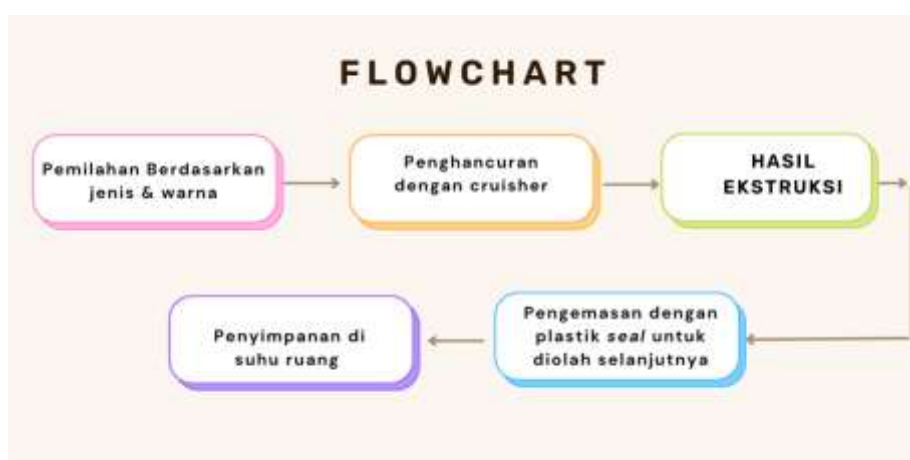 FLOWCHART
Pemilahan Berdasarkan
jenis & warna
Penghancuran
dengan cruisher
HASIL
EKSTRUKSI
Pengemasan dengan
plastik seal untuk
diolah selanjutnya
Penyimpanan di
suhu ruang